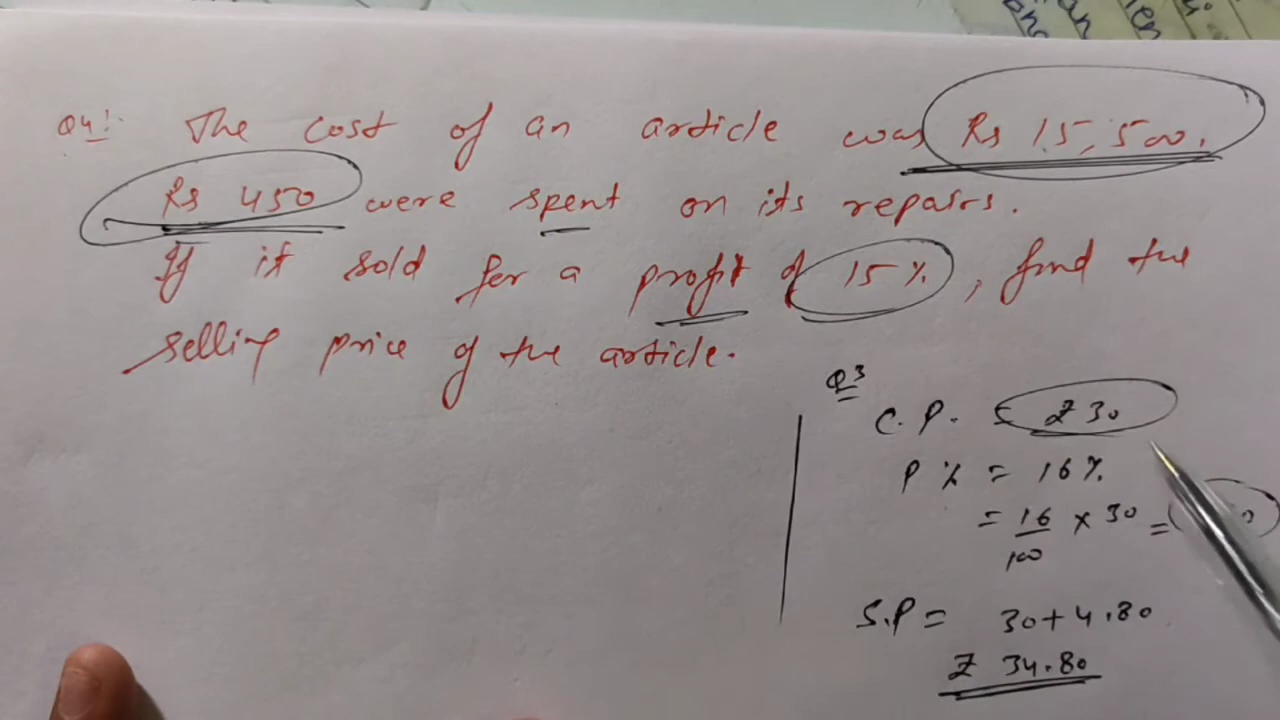 Q4:- The cost of an article was Rs 15,500.
Rs 450 were spent on its repairs.
If it sold for a profit of 15%, find the
selling price of the article.
Q3
C.P. = ₹ 30
P % = 16%
= 16/100 × 30 =
S.P = 30 + 4.80
₹ 34.80